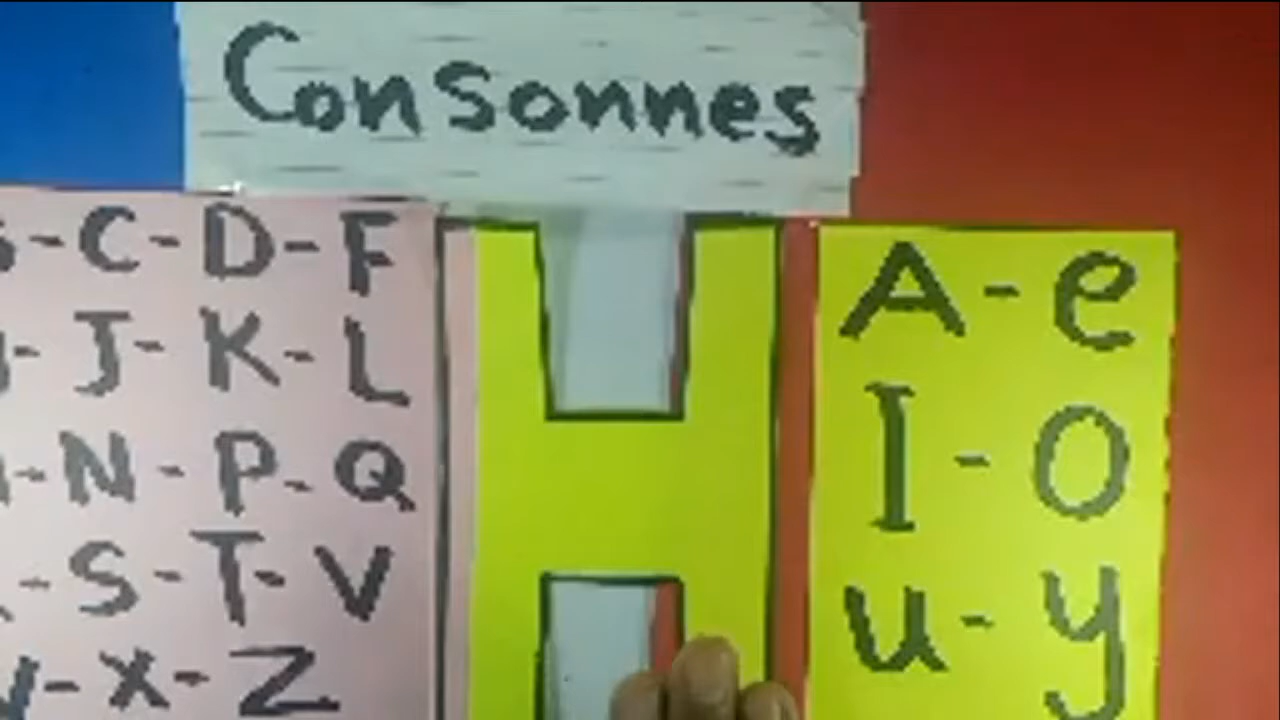 Consonnes
-C-D-F
-J-K-L
-N-P-Q
-S-T-V
-X-Z
H
A-e
I-O
u-y